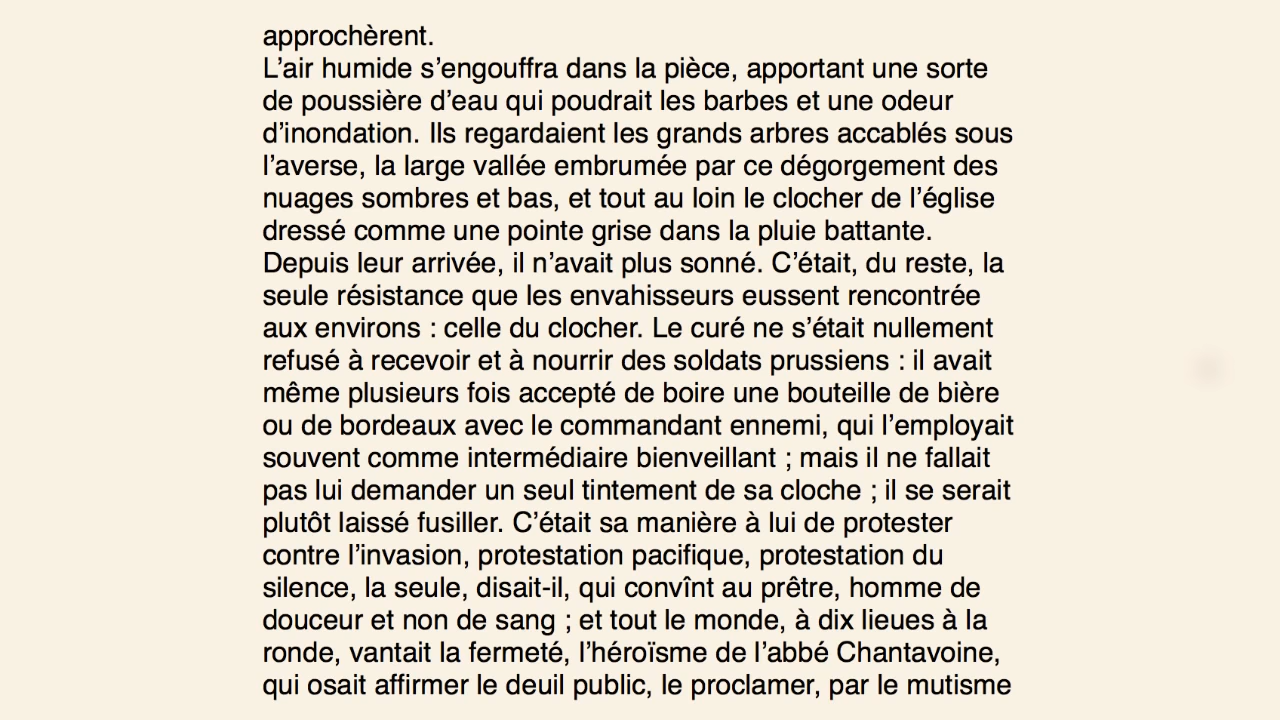 approchèrent.
L’air humide s’engouffra dans la pièce, apportant une sorte
de poussière d’eau qui poudrait les barbes et une odeur
d’inondation. Ils regardaient les grands arbres accablés sous
l’averse, la large vallée embrumée par ce dégorgement des
nuages sombres et bas, et tout au loin le clocher de l’église
dressé comme une pointe grise dans la pluie battante.
Depuis leur arrivée, il n’avait plus sonné. C’était, du reste, la
seule résistance que les envahisseurs eussent rencontrée
aux environs : celle du clocher. Le curé ne s’était nullement
refusé à recevoir et à nourrir des soldats prussiens : il avait
même plusieurs fois accepté de boire une bouteille de bière
ou de bordeaux avec le commandant ennemi, qui l’employait
souvent comme intermédiaire bienveillant ; mais il ne fallait
pas lui demander un seul tintement de sa cloche ; il se serait
plutôt laissé fusiller. C’était sa manière à lui de protester
contre l’invasion, protestation pacifique, protestation du
silence, la seule, disait-il, qui convînt au prêtre, homme de
douceur et non de sang ; et tout le monde, à dix lieues à la
ronde, vantait la fermeté, l’héroïsme de l’abbé Chantavoine,
qui osait affirmer le deuil public, le proclamer, par le mutisme